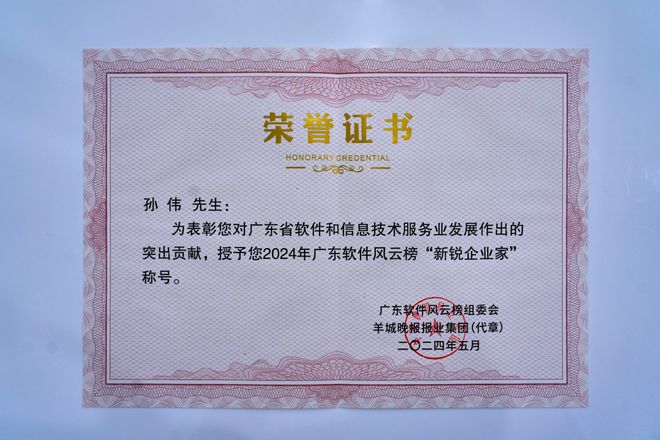 荣誉证书
HONORARY CREDENTIAL
孙 伟 先生：
为表彰您对广东省软件和信息技术服务业发展作出的
突出贡献，授予您2024年广东软件风云榜“新锐企业家”
称号。
广东软件风云榜组委会
羊城晚报报业集团(代章)
二〇二四年五月